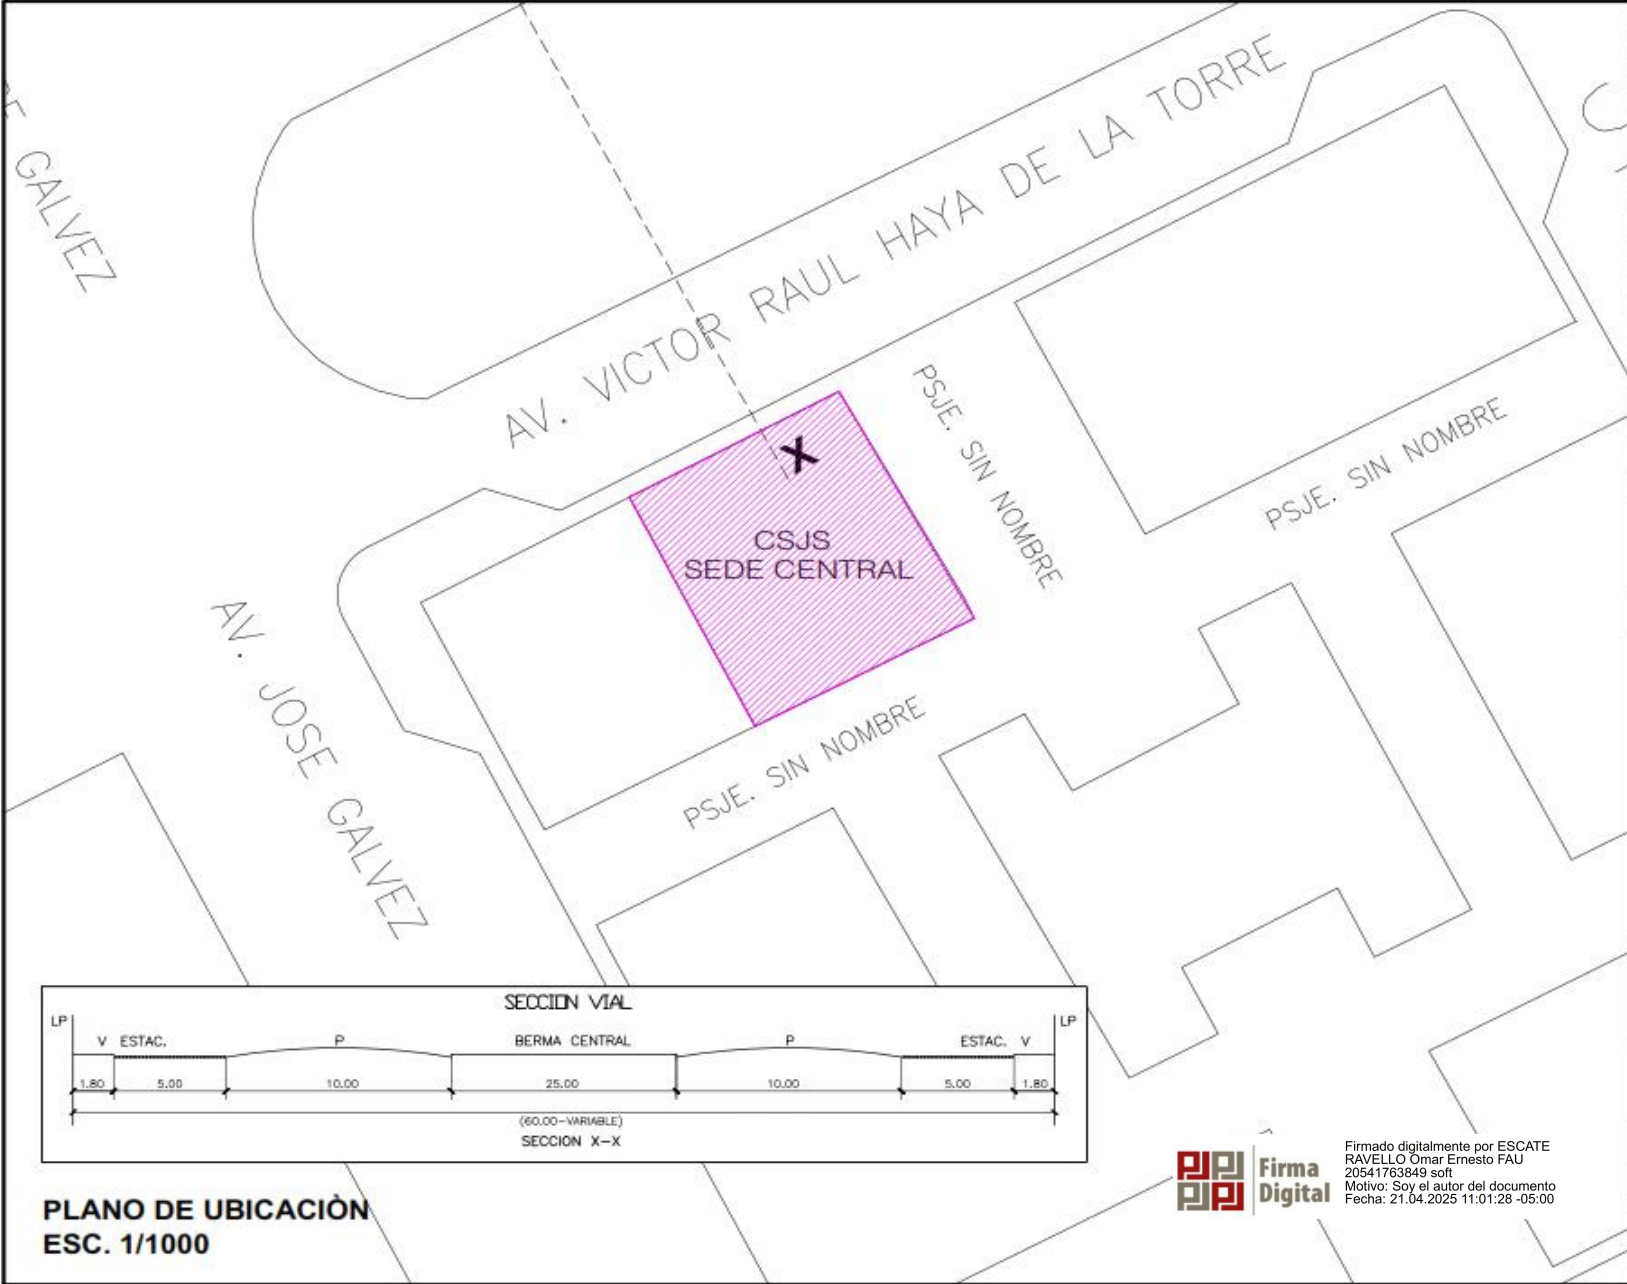 GALVEZ
AV. VICTOR RAUL HAYA DE LA TORRE
X
CSJS
SEDE CENTRAL
PSJE. SIN NOMBRE
PSJE. SIN NOMBRE
PSJE. SIN NOMBRE
AV. JOSE GALVEZ
SECCION VIAL
LP V ESTAC. P BERMA CENTRAL P ESTAC. V LP
1.80 5.00 10.00 25.00 10.00 5.00 1.80
(60.00-VARIABLE)
SECCION X-X
PLANO DE UBICACIÒN
ESC. 1/1000
Firma
Digital
Firmado digitalmente por ESCATE
RAVELLO Omar Ernesto FAU
20541763849 soft
Motivo: Soy el autor del documento
Fecha: 21.04.2025 11:01:28 -05:00